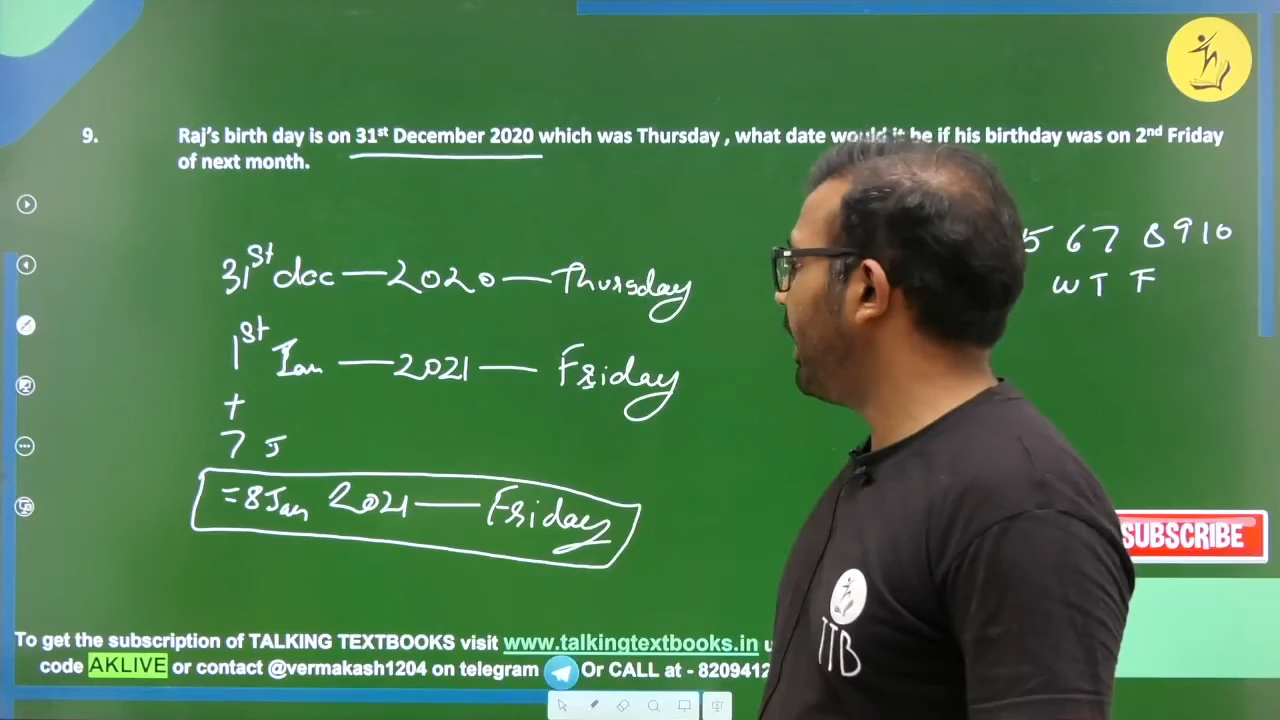 9. Raj's birth day is on 31st December 2020 which was Thursday , what date would it be if his birthday was on 2nd Friday
of next month.
5 6 7 8 9 10
W T F
31st dec — 2020 — Thursday
1st Jan — 2021 — Friday
+
7 J
= 8 Jan 2021 — Friday
SUBSCRIBE
TTB
To get the subscription of TALKING TEXTBOOKS visit www.talkingtextbooks.in u
code AKLIVE or contact @vermakash1204 on telegram Or CALL at - 8209412